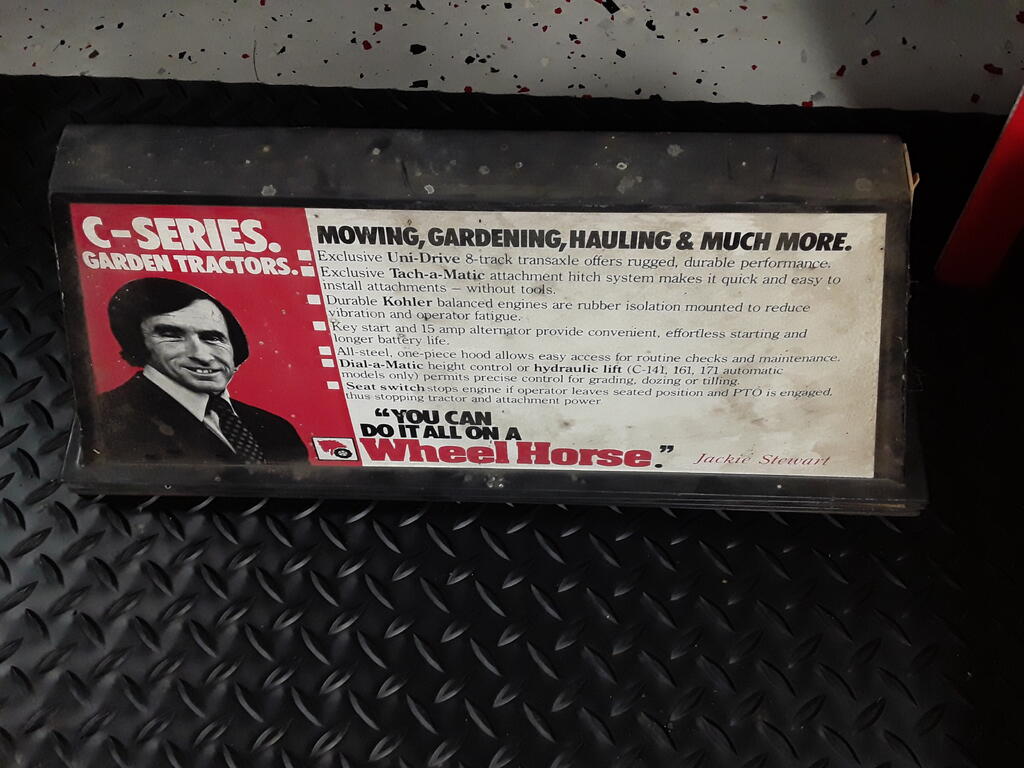 C-SERIES.
GARDEN TRACTORS.
MOWING, GARDENING, HAULING & MUCH MORE.
Exclusive Uni-Drive 8-track transaxle offers rugged, durable performance.
Exclusive Tach-a-Matic attachment hitch system makes it quick and easy to
install attachments – without tools.
Durable Kohler balanced engines are rubber isolation mounted to reduce
vibration and operator fatigue.
Key start and 15 amp alternator provide convenient, effortless starting and
longer battery life.
All-steel, one-piece hood allows easy access for routine checks and maintenance.
Dial-a-Matic height control or hydraulic lift (C-141, 161, 171 automatic
models only) permits precise control for grading, dozing or tilling.
Seat switch stops engine if operator leaves seated position and PTO is engaged,
thus stopping tractor and attachment power.
“YOU CAN
DO IT ALL ON A
Wheel Horse.”
Jackie Stewart